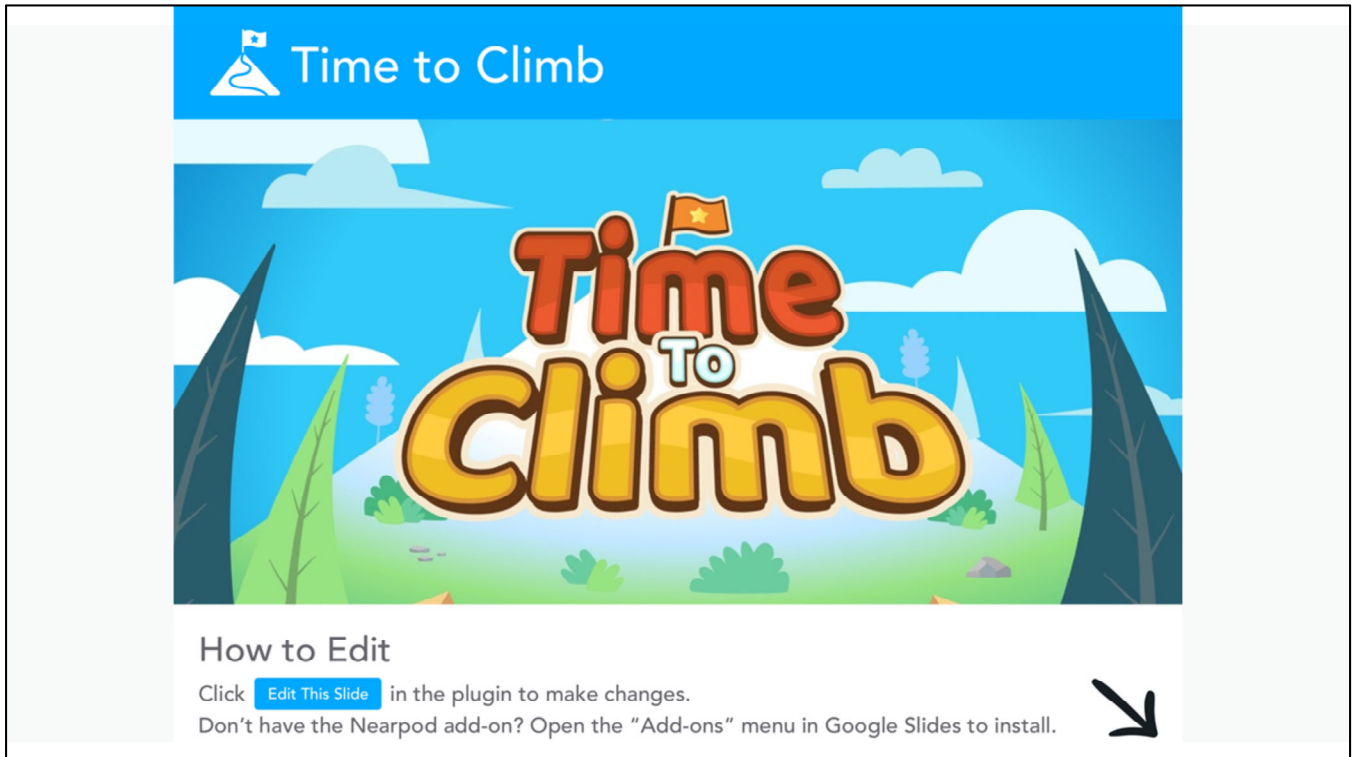 Time to Climb
Time
To
Climb
How to Edit
Click Edit This Slide in the plugin to make changes.
Don’t have the Nearpod add-on? Open the “Add-ons” menu in Google Slides to install.